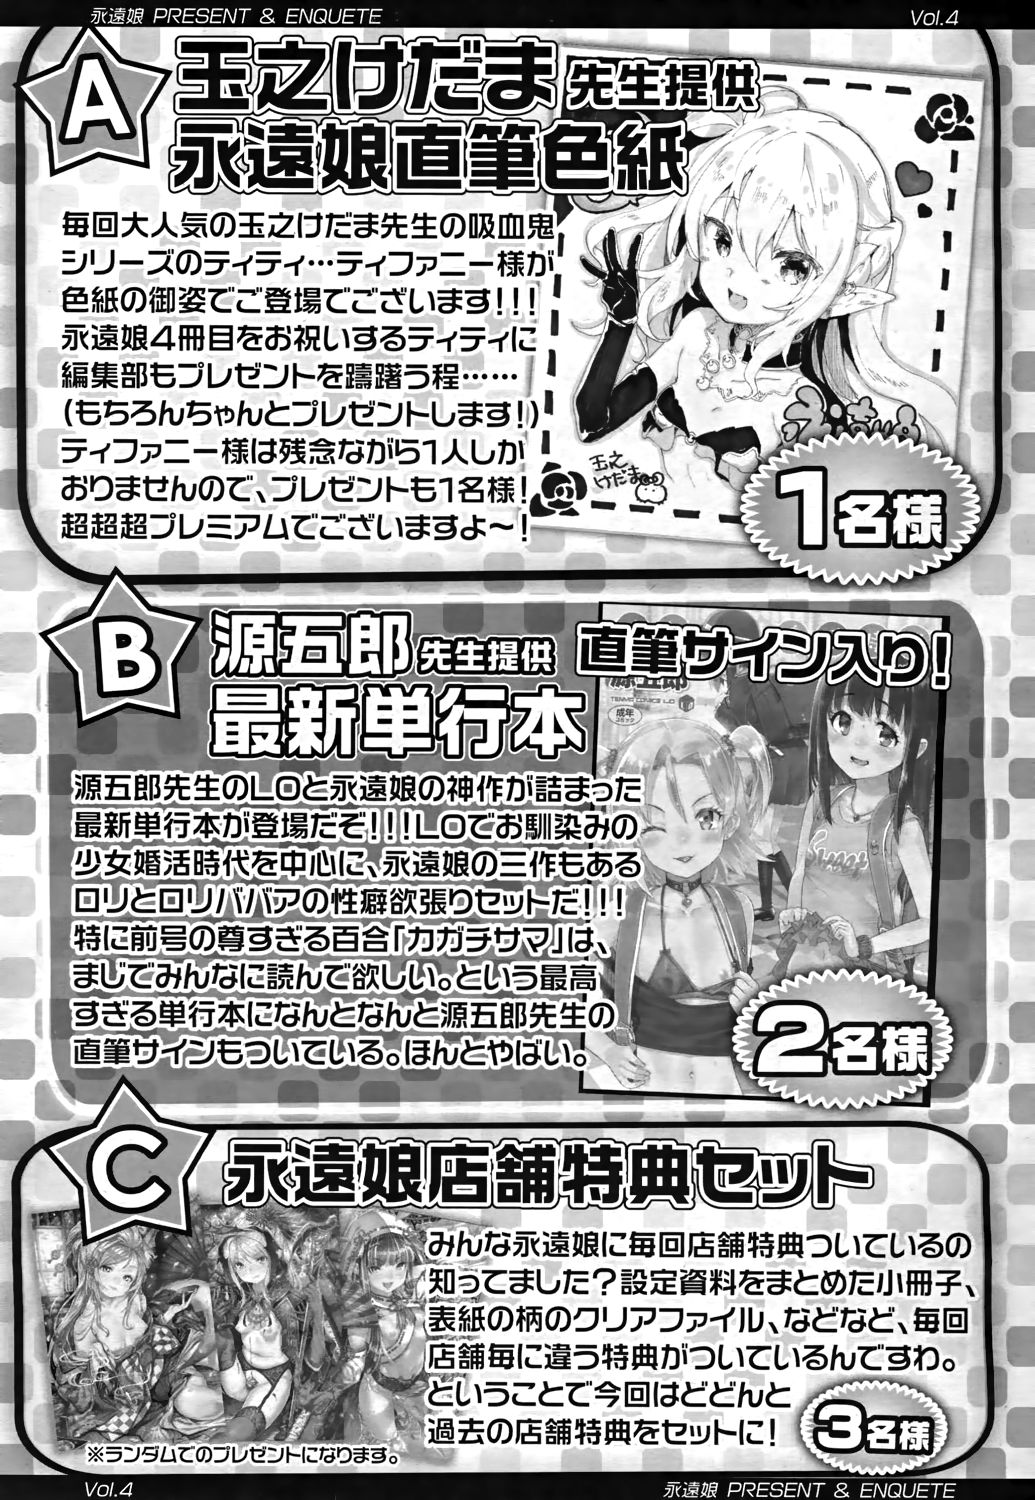 永遠娘 PRESENT & ENQUETE
Vol.4
A
玉之けだま先生提供
永遠娘直筆色紙
毎回大人気の玉之けだま先生の吸血鬼
シリーズのティティ…ティファニー様が
色紙の御姿でご登場でございます!!!
永遠娘4冊目をお祝いするティティに
編集部もプレゼントを躊躇う程……
(もちろんちゃんとプレゼントします!)
ティファニー様は残念ながら1人しか
おりませんので、プレゼントも1名様!
超超超プレミアムでございますよ〜!
玉之
けだま
1名様
B
源五郎先生提供
最新単行本
直筆サイン入り!
源五郎
TENMA COMICS LO
成年
コミック
源五郎先生のLOと永遠娘の神作が詰まった
最新単行本が登場だぞ!!!LOでお馴染みの
少女婚活時代を中心に、永遠娘の三作もある
ロリとロリババアの性癖欲張りセットだ!!!
特に前号の尊すぎる百合「カガチサマ」は、
まじでみんなに読んで欲しい。という最高
すぎる単行本になんとなんと源五郎先生の
直筆サインもついている。ほんとやばい。
2名様
C
永遠娘店舗特典セット
みんな永遠娘に毎回店舗特典ついているの
知ってました?設定資料をまとめた小冊子、
表紙の柄のクリアファイル、などなど、毎回
店舗毎に違う特典がついているんですわ。
ということで今回はどどんと
過去の店舗特典をセットに!
3名様
※ランダムでのプレゼントになります。
Vol.4
永遠娘 PRESENT & ENQUETE